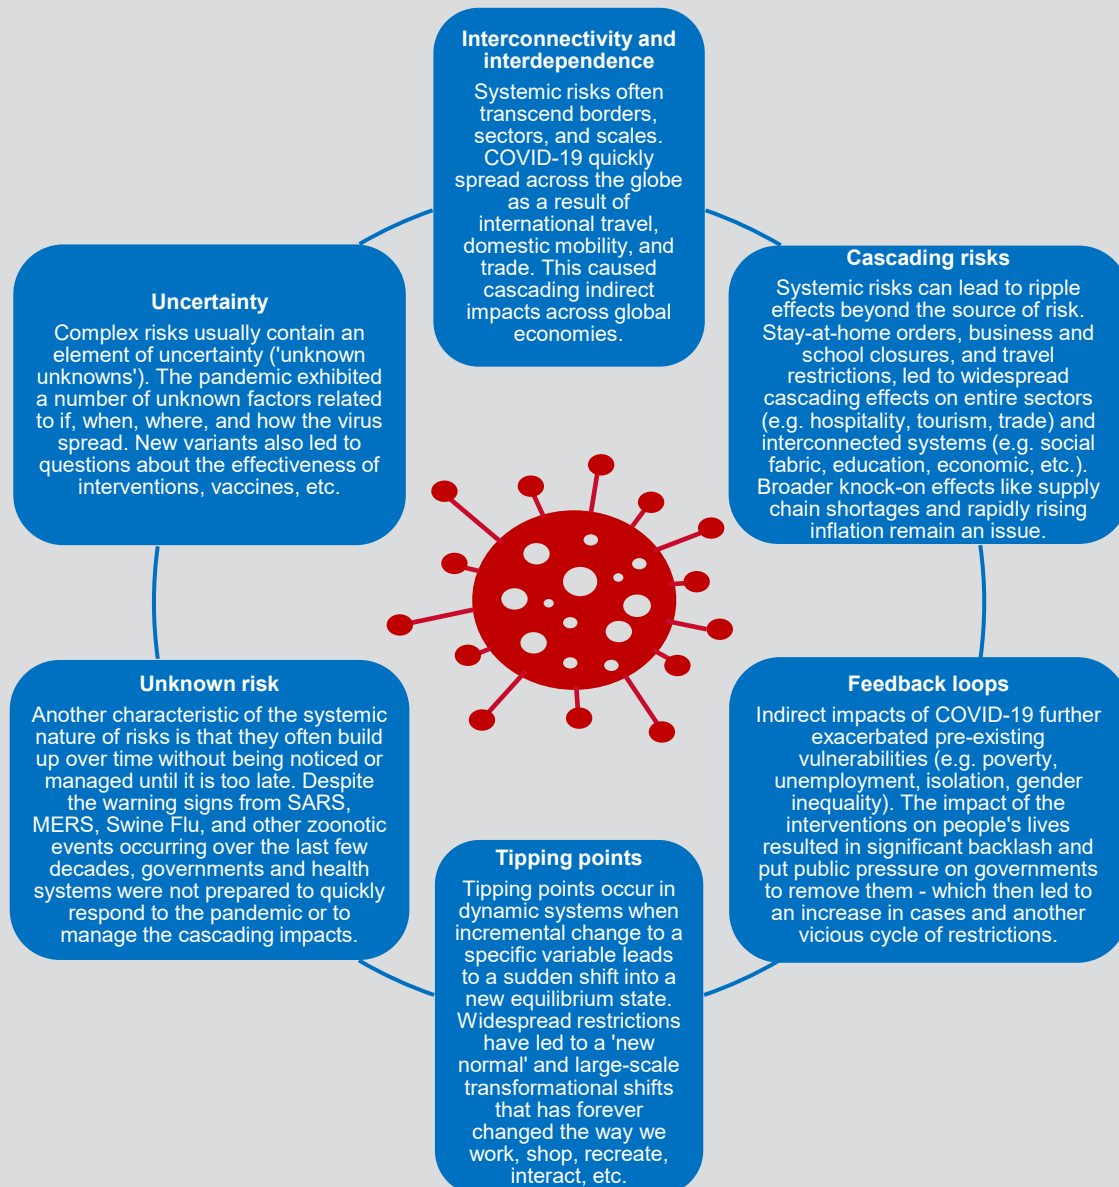 Interconnectivity and
interdependence
Systemic risks often
transcend borders,
sectors, and scales.
COVID-19 quickly
spread across the globe
as a result of
international travel,
domestic mobility, and
trade. This caused
cascading indirect
impacts across global
economies.
Cascading risks
Systemic risks can lead to ripple
effects beyond the source of risk.
Stay-at-home orders, business and
school closures, and travel
restrictions, led to widespread
cascading effects on entire sectors
(e.g. hospitality, tourism, trade) and
interconnected systems (e.g. social
fabric, education, economic, etc.).
Broader knock-on effects like supply
chain shortages and rapidly rising
inflation remain an issue.
Feedback loops
Indirect impacts of COVID-19 further
exacerbated pre-existing
vulnerabilities (e.g. poverty,
unemployment, isolation, gender
inequality). The impact of the
interventions on people's lives
resulted in significant backlash and
put public pressure on governments
to remove them - which then led to
an increase in cases and another
vicious cycle of restrictions.
Tipping points
Tipping points occur in
dynamic systems when
incremental change to a
specific variable leads
to a sudden shift into a
new equilibrium state.
Widespread restrictions
have led to a 'new
normal' and large-scale
transformational shifts
that has forever
changed the way we
work, shop, recreate,
interact, etc.
Unknown risk
Another characteristic of the systemic
nature of risks is that they often build
up over time without being noticed or
managed until it is too late. Despite
the warning signs from SARS,
MERS, Swine Flu, and other zoonotic
events occurring over the last few
decades, governments and health
systems were not prepared to quickly
respond to the pandemic or to
manage the cascading impacts.
Uncertainty
Complex risks usually contain an
element of uncertainty ('unknown
unknowns'). The pandemic exhibited
a number of unknown factors related
to if, when, where, and how the virus
spread. New variants also led to
questions about the effectiveness of
interventions, vaccines, etc.